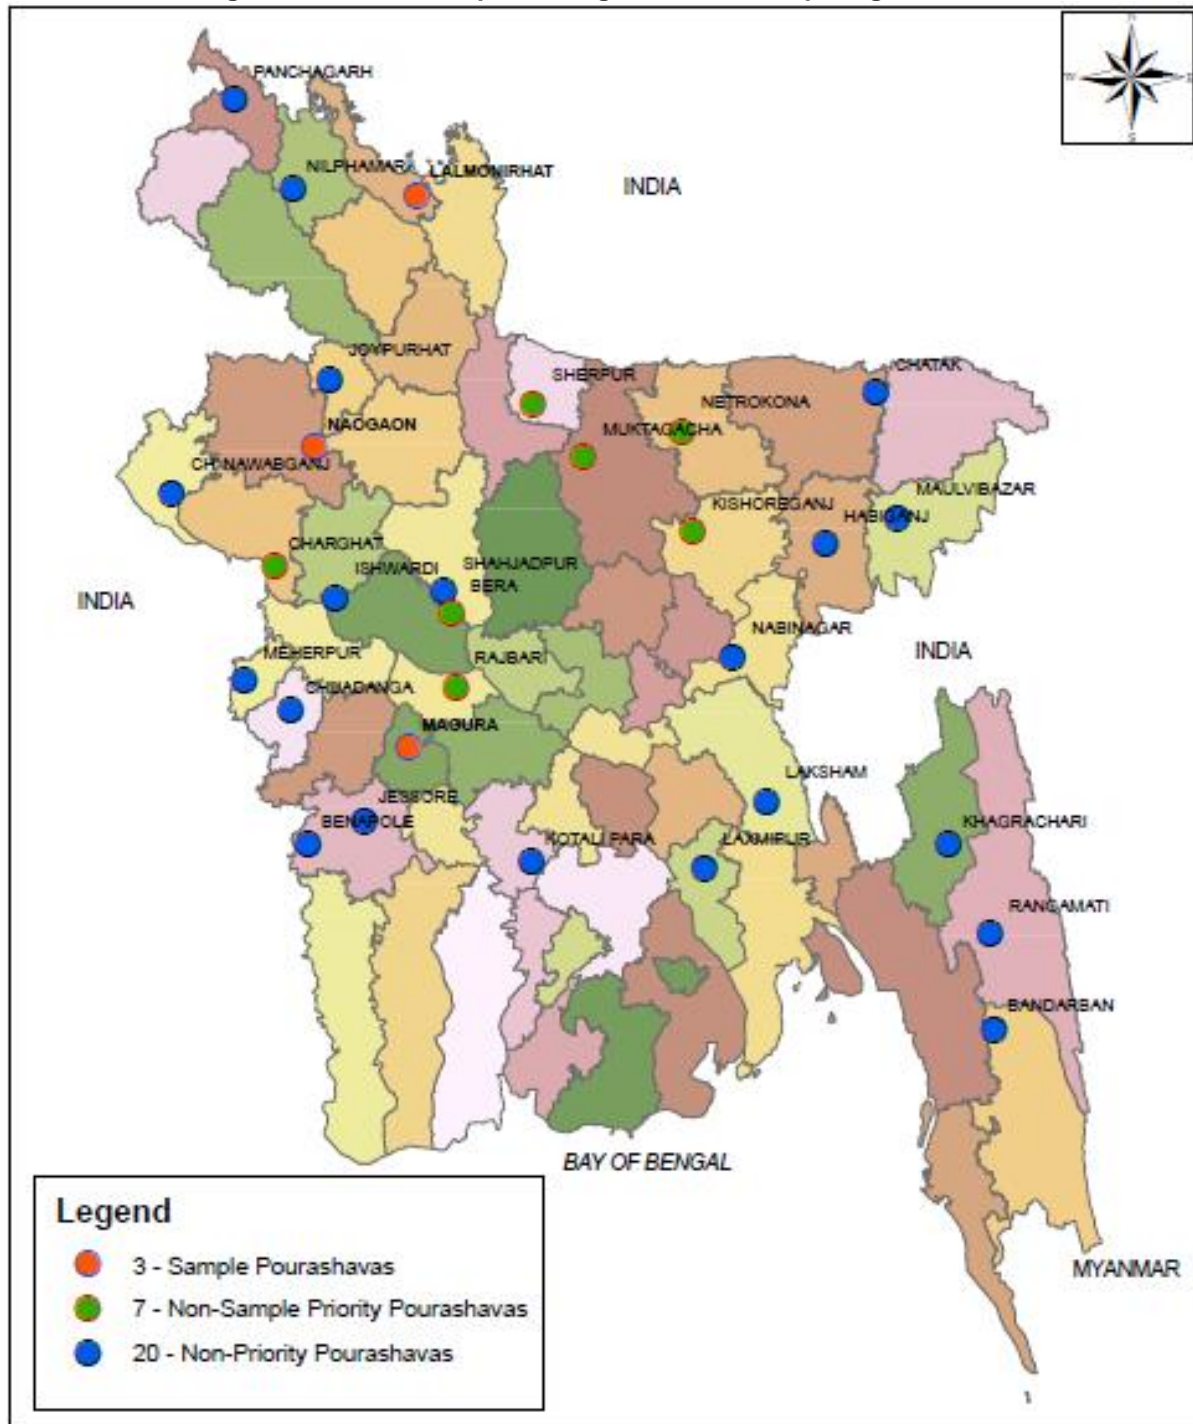 N
W
E
S
PANCHAGARH
NILPHAMARI
LALMONIRHAT
INDIA
JOYPURHAT
SHERPUR
CHATAK
NETROKONA
NAOGAON
MUKTAGACHA
CH.NAWABGANJ
MAULVIBAZAR
KISHOREGANJ
HABIGANJ
CHARGHAT
ISHWARDI
SHAHJADPUR
BERA
INDIA
NABINAGAR
INDIA
MEHERPUR
RAJBARI
CHUADANGA
MAGURA
LAKSHAM
JESSORE
BENAPOLE
KHAGRACHARI
KOTALI PARA
LAXMIPUR
RANGAMATI
BANDARBAN
BAY OF BENGAL
MYANMAR
Legend
3 - Sample Pourashavas
7 - Non-Sample Priority Pourashavas
20 - Non-Priority Pourashavas